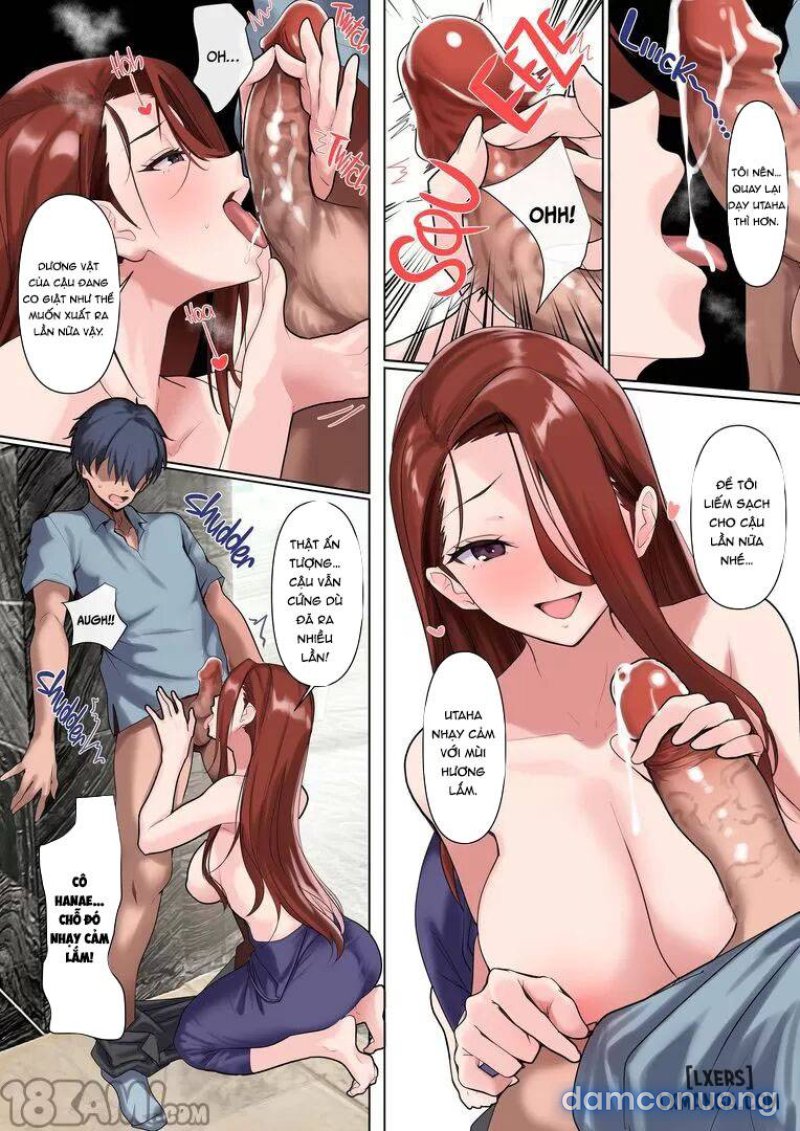 OH...
Twitch
Hah
Twitch
DƯƠNG VẬT
CỦA CẬU ĐANG
CO GIẬT NHƯ THỂ
MUỐN XUẤT RA
LẦN NỮA VẬY.
Haa
SQU
EEZE
OHH!
LIIICK
TÔI NÊN...
QUAY LẠI
DẠY UTAHA
THÌ HƠN.
Shudder
AUGH!!
Shudder
THẬT ẤN
TƯỢNG...
CẬU VẪN
CỨNG DÙ
ĐÃ RA
NHIỀU
LẦN!
CÔ
HANAE...
CHỖ ĐÓ
NHẠY CẢM
LẮM!
ĐỂ TÔI
LIẾM SẠCH
CHO CẬU
LẦN NỮA
NHÉ...
UTAHA
NHẠY CẢM
VỚI MÙI
HƯƠNG
LẮM.
[LXERS]
damconuong